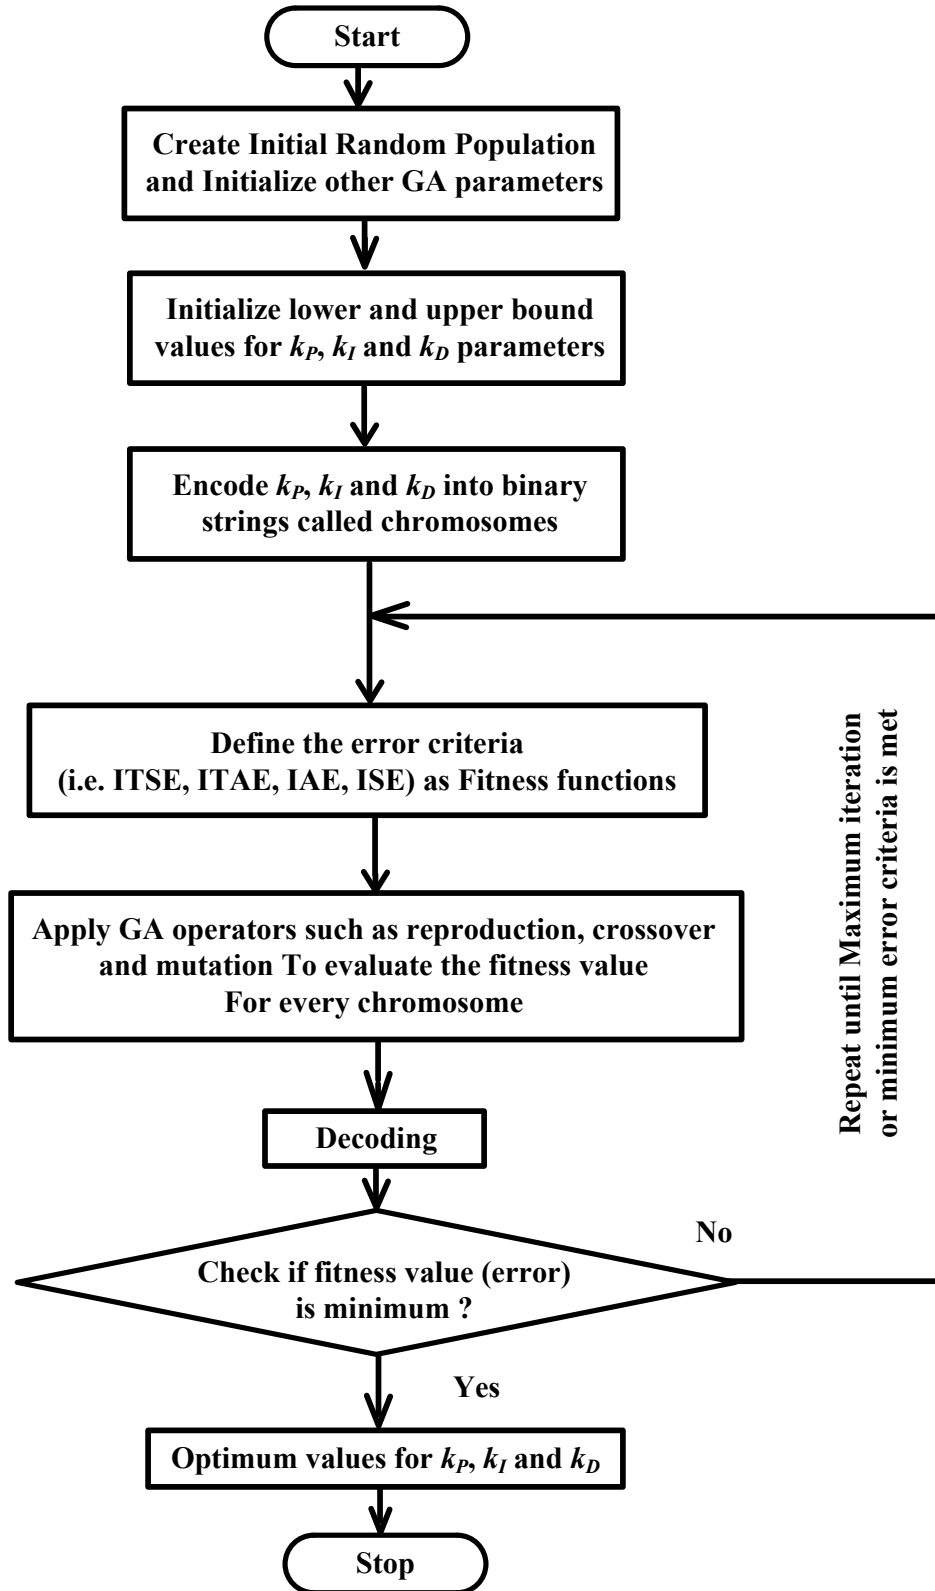 Start
Create Initial Random Population
and Initialize other GA parameters
Initialize lower and upper bound
values for kP, kI and kD parameters
Encode kP, kI and kD into binary
strings called chromosomes
Define the error criteria
(i.e. ITSE, ITAE, IAE, ISE) as Fitness functions
Apply GA operators such as reproduction, crossover
and mutation To evaluate the fitness value
For every chromosome
Decoding
Check if fitness value (error)
is minimum ?
No
Repeat until Maximum iteration
or minimum error criteria is met
Yes
Optimum values for kP, kI and kD
Stop